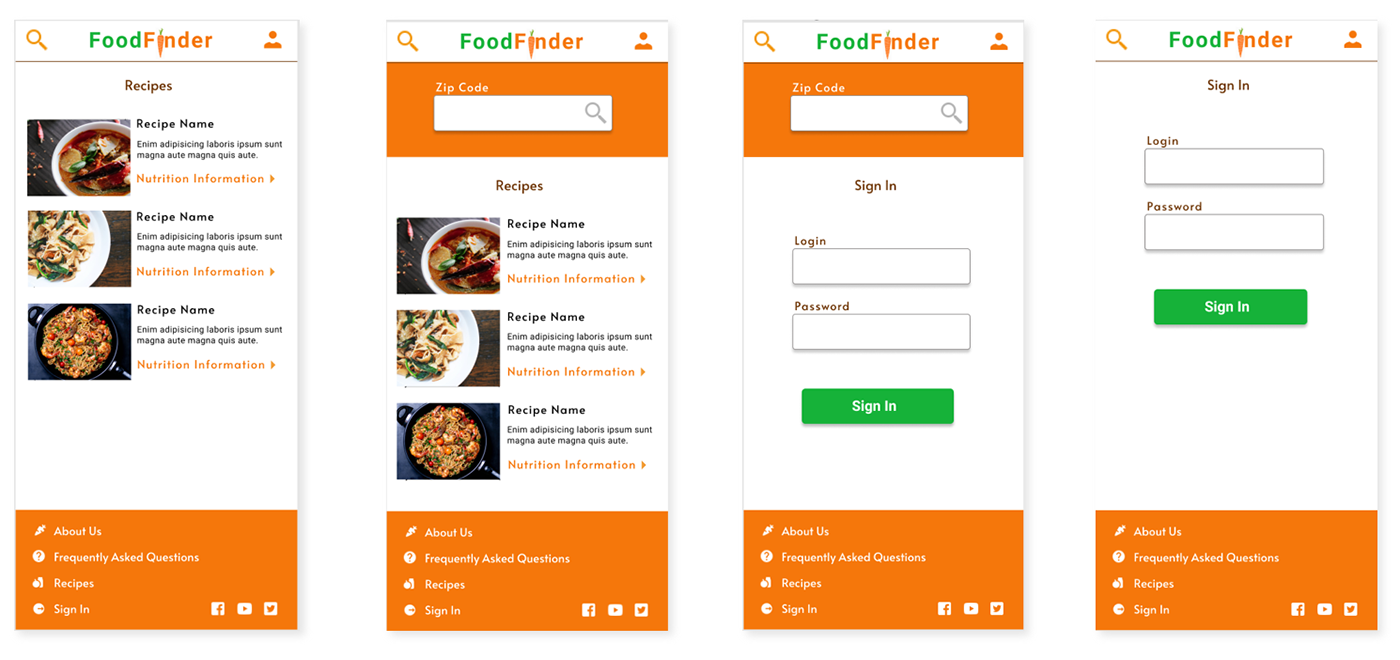 FoodFinder
Recipes
Recipe Name
Enim adipisicing laboris ipsum sunt
magna aute magna quis aute.
Nutrition Information
Recipe Name
Enim adipisicing laboris ipsum sunt
magna aute magna quis aute.
Nutrition Information
Recipe Name
Enim adipisicing laboris ipsum sunt
magna aute magna quis aute.
Nutrition Information
About Us
Frequently Asked Questions
Recipes
Sign In
FoodFinder
Zip Code
Recipes
Recipe Name
Enim adipisicing laboris ipsum sunt
magna aute magna quis aute.
Nutrition Information
Recipe Name
Enim adipisicing laboris ipsum sunt
magna aute magna quis aute.
Nutrition Information
Recipe Name
Enim adipisicing laboris ipsum sunt
magna aute magna quis aute.
Nutrition Information
About Us
Frequently Asked Questions
Recipes
Sign In
FoodFinder
Zip Code
Sign In
Login
Password
Sign In
About Us
Frequently Asked Questions
Recipes
Sign In
FoodFinder
Sign In
Login
Password
Sign In
About Us
Frequently Asked Questions
Recipes
Sign In